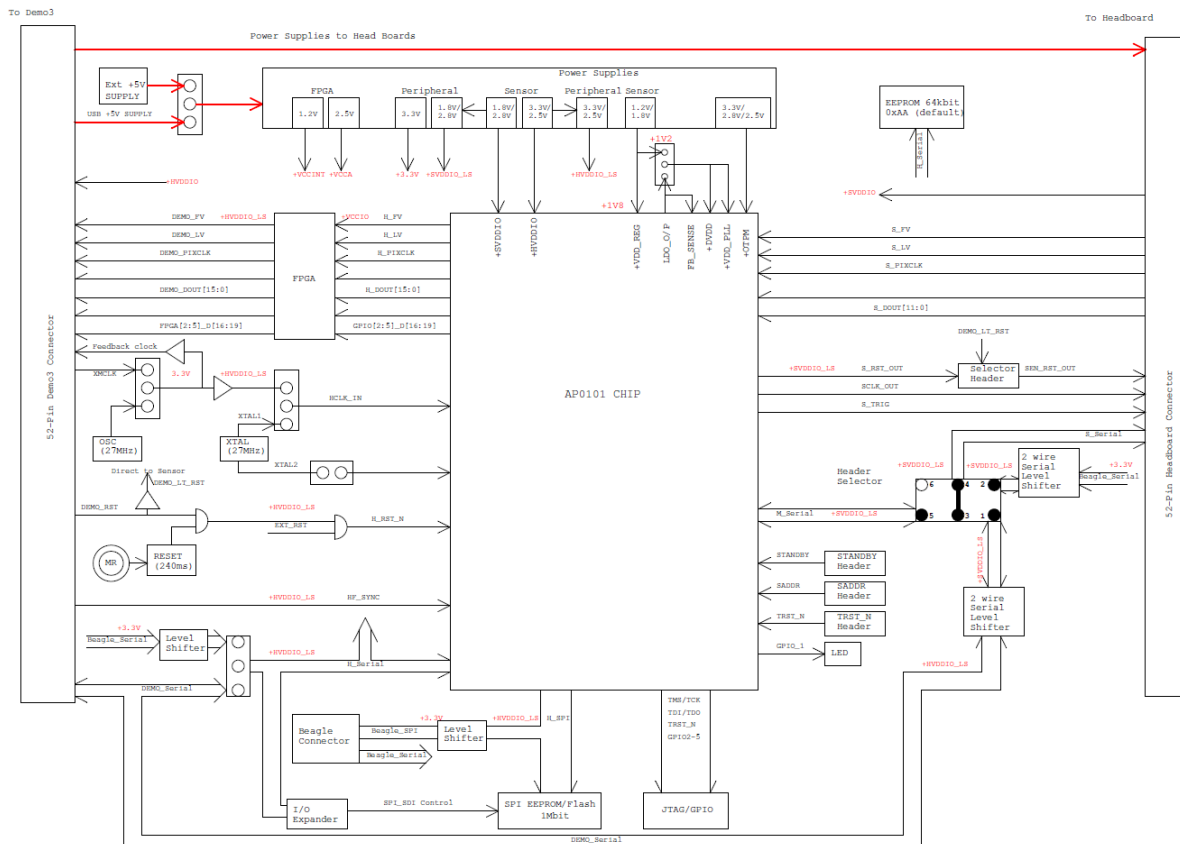 To Demo3
To Headboard
Power Supplies to Head Boards
Ext +5V
SUPPLY
USB +5V SUPPLY
Power Supplies
FPGA
Peripheral
Sensor
Peripheral
Sensor
1.2V
2.5V
3.3V
1.8V/
2.8V
1.8V/
2.8V
3.3V/
2.5V
3.3V/
2.5V
1.2V/
1.8V
3.3V/
2.8V/2.5V
EEPROM 64kbit
0xAA (default)
H_Serial
+1V2
+VCCINT
+VCCA
+3.3V
+SVDDIO_LS
+HVDDIO_LS
+HVDDIO
+SVDDIO
+1V8
+SVDDIO
+HVDDIO
+VDD_REG
LDO_O/P
FB_SENSE
+DVDD
+VDD_PLL
+OTPM
DEMO_FV
+HVDDIO_LS
+VCCIO
H_FV
DEMO_LV
H_LV
DEMO_PIXCLK
H_PIXCLK
FPGA
DEMO_DOUT[15:0]
H_DOUT[15:0]
FPGA[2:5]_D[16:19]
GPIO[2:5]_D[16:19]
S_FV
S_LV
S_PIXCLK
S_DOUT[11:0]
52-Pin Demo3 Connector
52-Pin Headboard Connector
Feedback clock
XMCLK
3.3V
+HVDDIO_LS
HCLK_IN
XTAL1
OSC
(27MHz)
XTAL
(27MHz)
XTAL2
AP0101 CHIP
DEMO_LT_RST
+SVDDIO_LS
S_RST_OUT
Selector
Header
SEN_RST_OUT
SCLK_OUT
S_TRIG
S_Serial
Direct to Sensor
DEMO_LT_RST
DEMO_RST
+HVDDIO_LS
EXT_RST
H_RST_N
MR
RESET
(240ms)
Header
Selector
+SVDDIO_LS
+SVDDIO_LS
2 wire
Serial
Level
Shifter
+3.3V
Beagle_Serial
6
4
2
5
3
1
M_Serial
+SVDDIO_LS
+SVDDIO_LS
STANDBY
STANDBY
Header
SADDR
SADDR
Header
TRST_N
TRST_N
Header
GPIO_1
LED
2 wire
Serial
Level
Shifter
+HVDDIO_LS
+HVDDIO_LS
HF_SYNC
+3.3V
Beagle_Serial
Level
Shifter
+HVDDIO_LS
H_Serial
DEMO_Serial
Beagle
Connector
+3.3V
Beagle_SPI
Beagle_Serial
Level
Shifter
+HVDDIO_LS
H_SPI
TMS/TCK
TDI/TDO
TRST_N
GPIO2-5
I/O
Expander
SPI_SDI Control
SPI EEPROM/Flash
1Mbit
JTAG/GPIO
DEMO_Serial